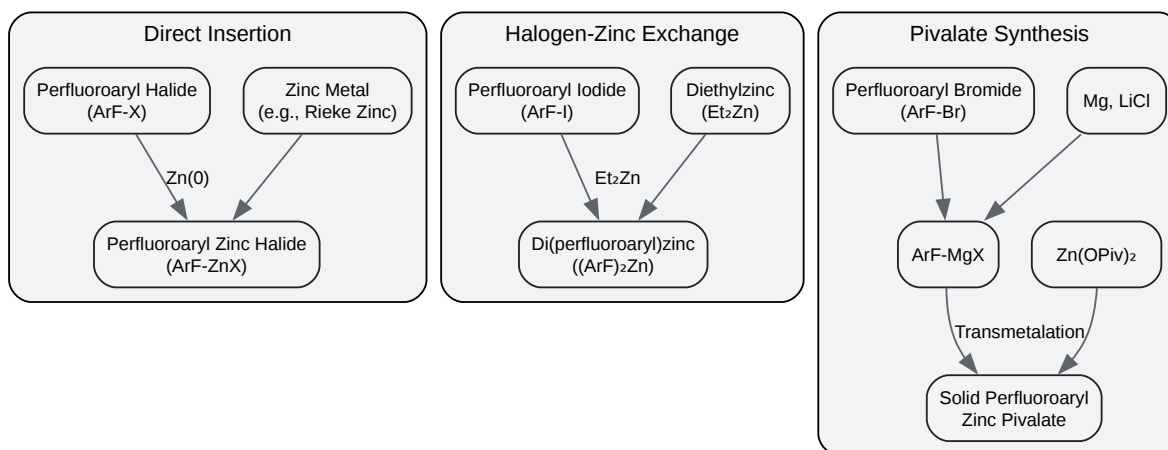 Direct Insertion
Perfluoroaryl Halide
(ArF-X)
Zinc Metal
(e.g., Rieke Zinc)
Zn(0)
Perfluoroaryl Zinc Halide
(ArF-ZnX)
Halogen-Zinc Exchange
Perfluoroaryl Iodide
(ArF-I)
Diethylzinc
(Et₂Zn)
Et₂Zn
Di(perfluoroaryl)zinc
((ArF)₂Zn)
Pivalate Synthesis
Perfluoroaryl Bromide
(ArF-Br)
Mg, LiCl
ArF-MgX
Zn(OPiv)₂
Transmetalation
Solid Perfluoroaryl
Zinc Pivalate